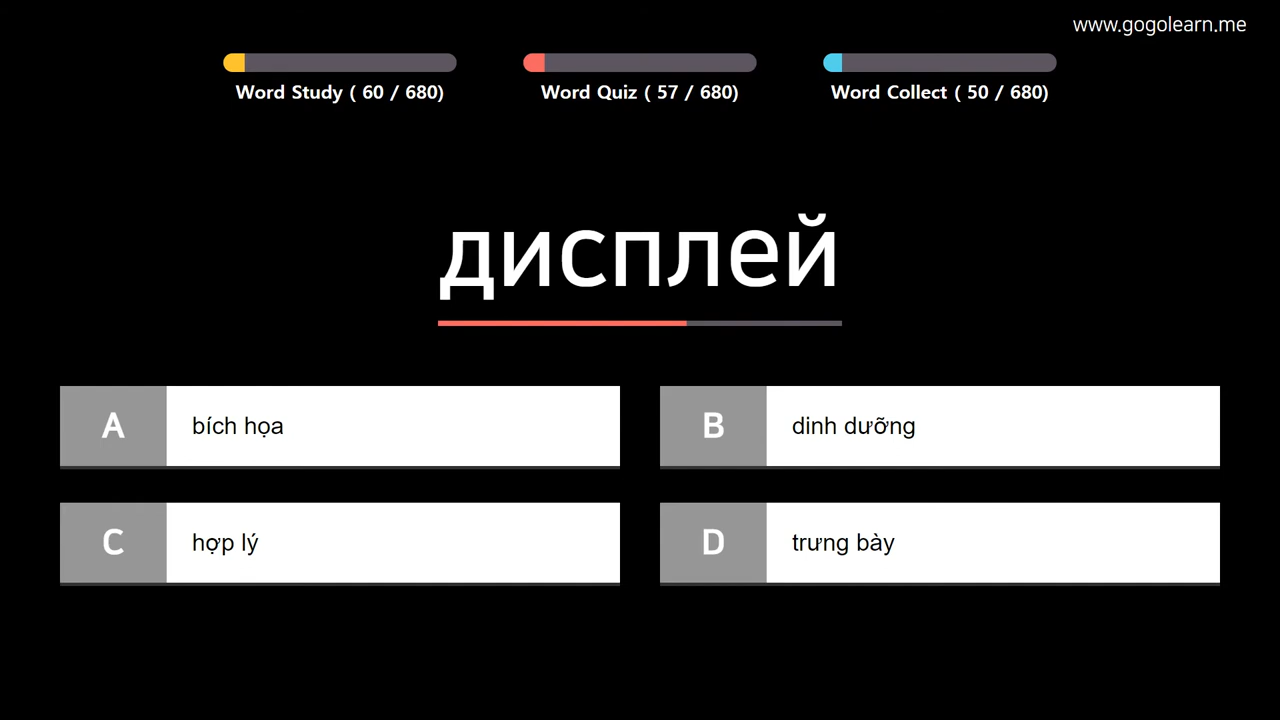 www.gogolearn.me
Word Study ( 60 / 680)
Word Quiz ( 57 / 680)
Word Collect ( 50 / 680)
дисплей
A bích họa
B dinh dưỡng
C hợp lý
D trưng bày